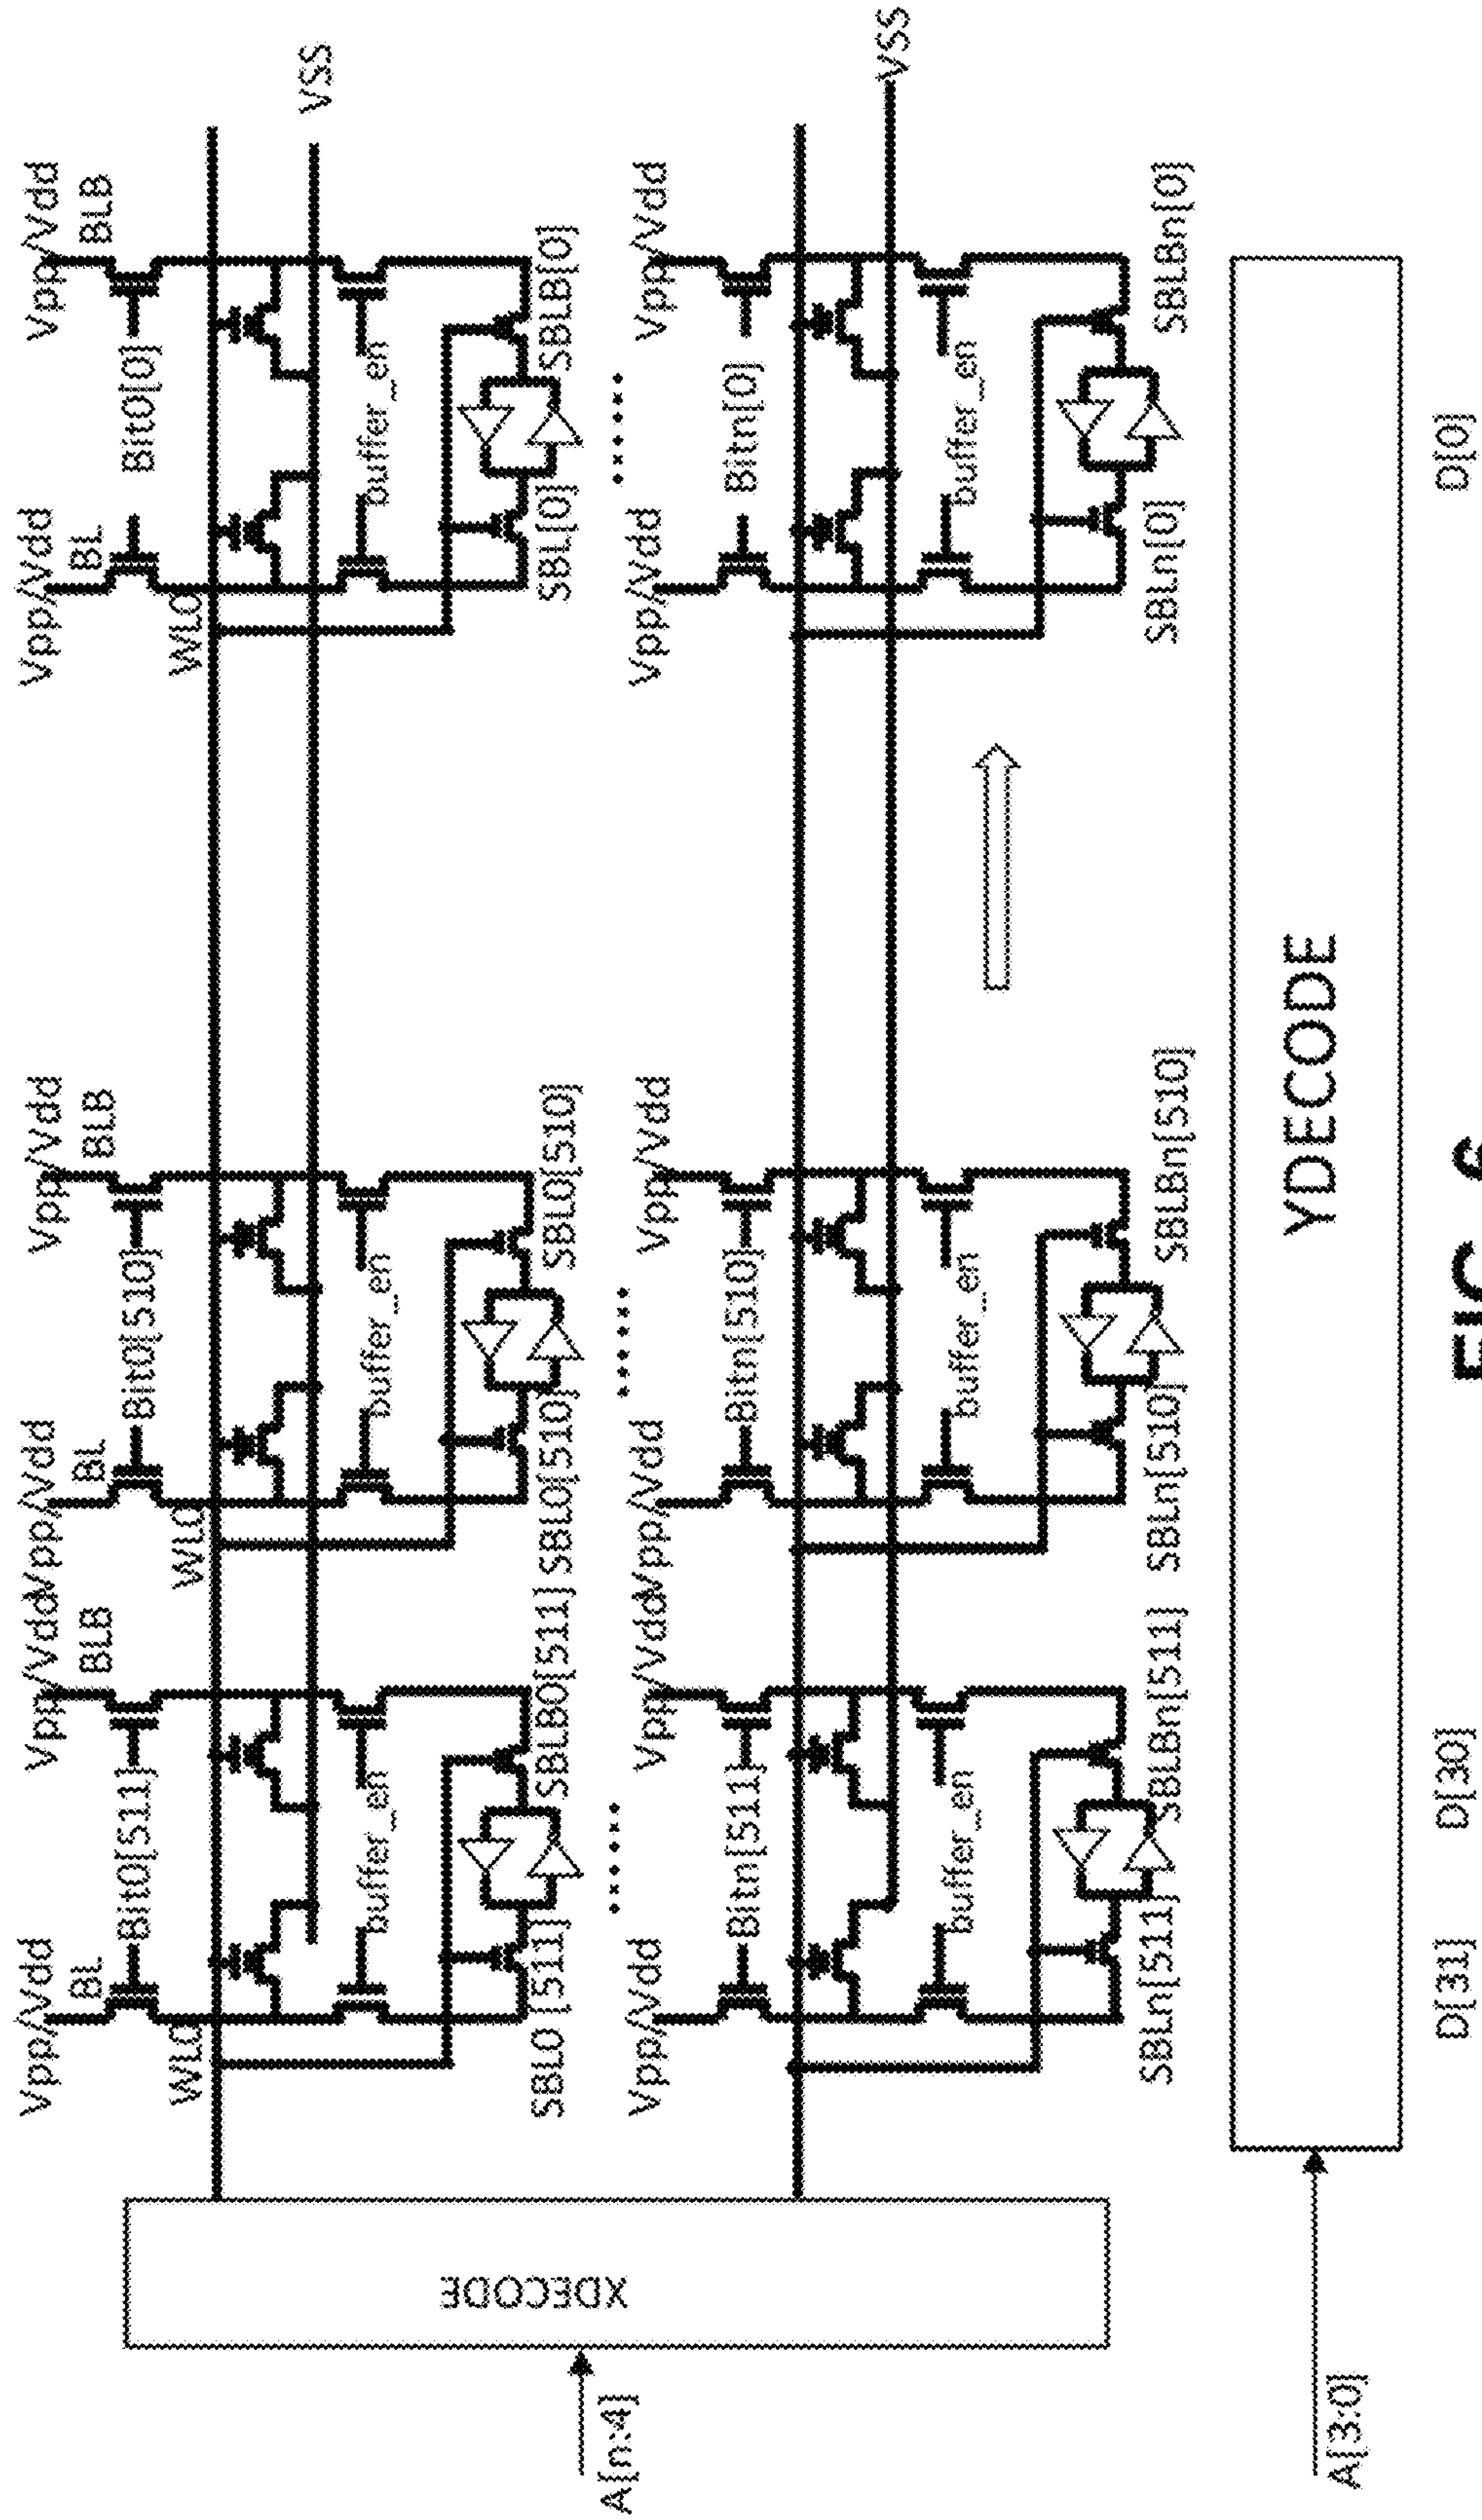 Vpp/Vdd Vpp/Vdd Vpp/Vdd Vpp/Vdd Vpp/Vdd Vpp/Vdd
BL BLB BL BLB BL BLB
Bit0[511] Bit0[510] Bit0[0]
WL0 WL0 WL0
VSS
buffer_en buffer_en buffer_en
SBL0 [511] SBLB0[511] SBL0[510] SBL0[510] SBL[0] SBLB[0]
...... ...... ......
Vpp/Vdd Vpp/Vdd Vpp/Vdd Vpp/Vdd Vpp/Vdd Vpp/Vdd
Bitn[511] Bitn[510] Bitn[0]
VSS
buffer_en buffer_en buffer_en
SBLn[511] SBLBn[511] SBLn[510] SBLBn[510] SBLn[0] SBLBn[0]
XDECODE
A[n:4]
YDECODE
A[3:0]
D[31] D[30] D[0]